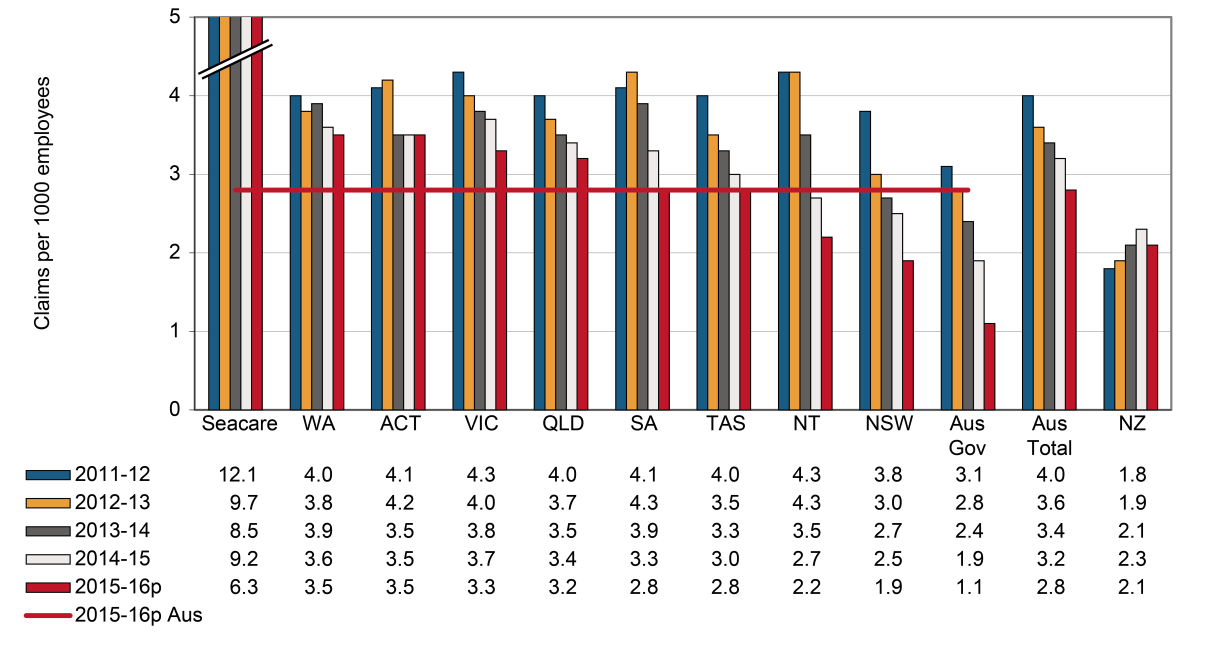 Claims per 1000 employees
5
4
3
2
1
0
Seacare WA ACT VIC QLD SA TAS NT NSW Aus Gov Aus Total NZ
2011-12 12.1 4.0 4.1 4.3 4.0 4.1 4.0 4.3 3.8 3.1 4.0 1.8
2012-13 9.7 3.8 4.2 4.0 3.7 4.3 3.5 4.3 3.0 2.8 3.6 1.9
2013-14 8.5 3.9 3.5 3.8 3.5 3.9 3.3 3.5 2.7 2.4 3.4 2.1
2014-15 9.2 3.6 3.5 3.7 3.4 3.3 3.0 2.7 2.5 1.9 3.2 2.3
2015-16p 6.3 3.5 3.5 3.3 3.2 2.8 2.8 2.2 1.9 1.1 2.8 2.1
2015-16p Aus